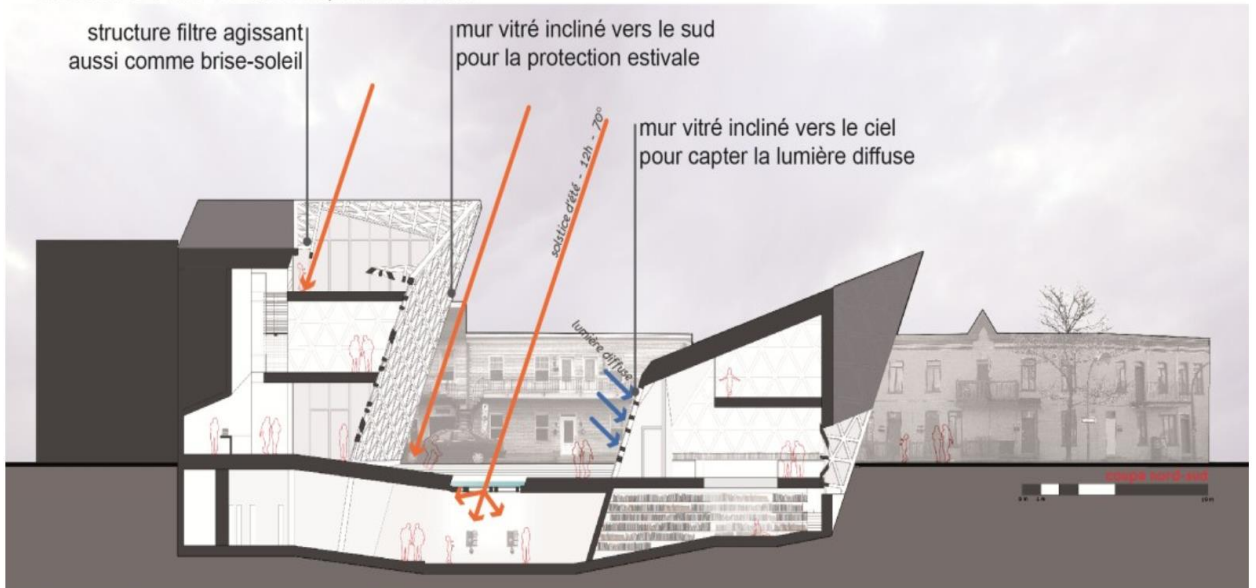 structure filtre agissant
aussi comme brise-soleil
mur vitré incliné vers le sud
pour la protection estivale
mur vitré incliné vers le ciel
pour capter la lumière diffuse
solstice d'été - 12h - 70°
lumière diffuse
coupe nord-sud